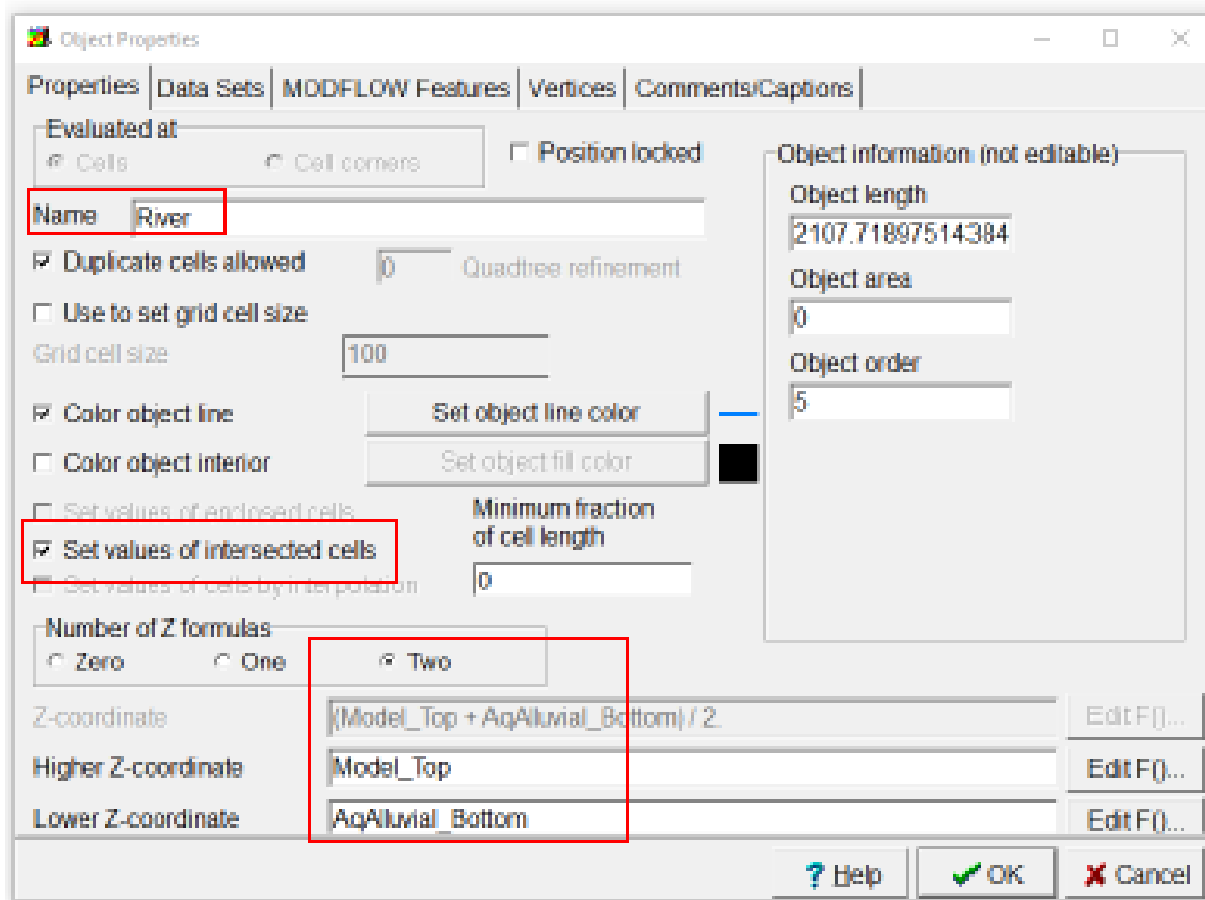 Object Properties
Properties Data Sets MODFLOW Features Vertices Comments/Captions
Evaluated at
Cells Cell corners
Position locked
Name River
Duplicate cells allowed 0 Quadtree refinement
Use to set grid cell size
Grid cell size 100
Color object line Set object line color
Color object interior Set object fill color
Set values of enclosed cells
Set values of intersected cells
Set values of cells by interpolation
Minimum fraction
of cell length
0
Number of Z formulas
Zero One Two
Z-coordinate (Model_Top + AqAlluvial_Bottom) / 2. Edit F()...
Higher Z-coordinate Model_Top Edit F()...
Lower Z-coordinate AqAlluvial_Bottom Edit F()...
Object information (not editable)
Object length
2107.71897514384
Object area
0
Object order
5
? Help OK Cancel